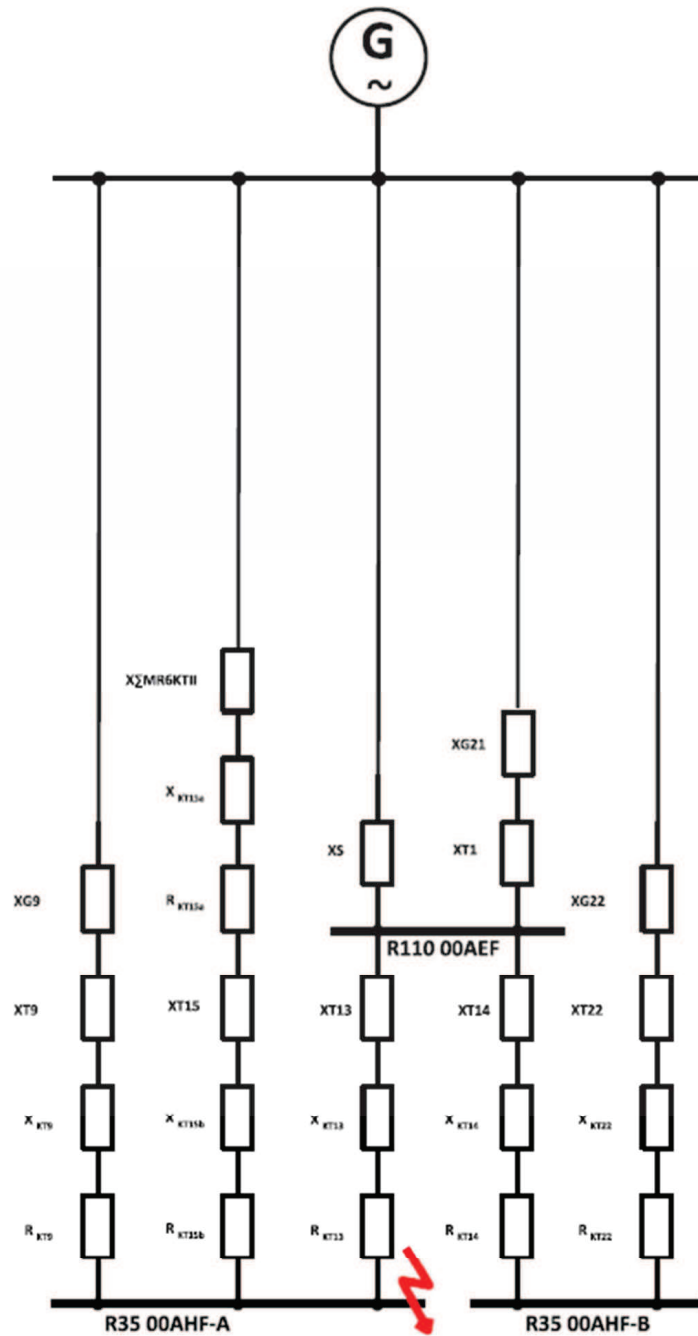 G
~
XΣMR6KTII
XG21
X KT15a
XS
XT1
XG9
R KT15a
XG22
R110 00AEF
XT9
XT15
XT13
XT14
XT22
X KT9
X KT15b
X KT13
X KT14
X KT22
R KT9
R KT15b
R KT13
R KT14
R KT22
R35 00AHF-A
R35 00AHF-B